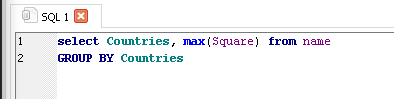 SQL 1
1 select Countries, max(Square) from name
2 GROUP BY Countries